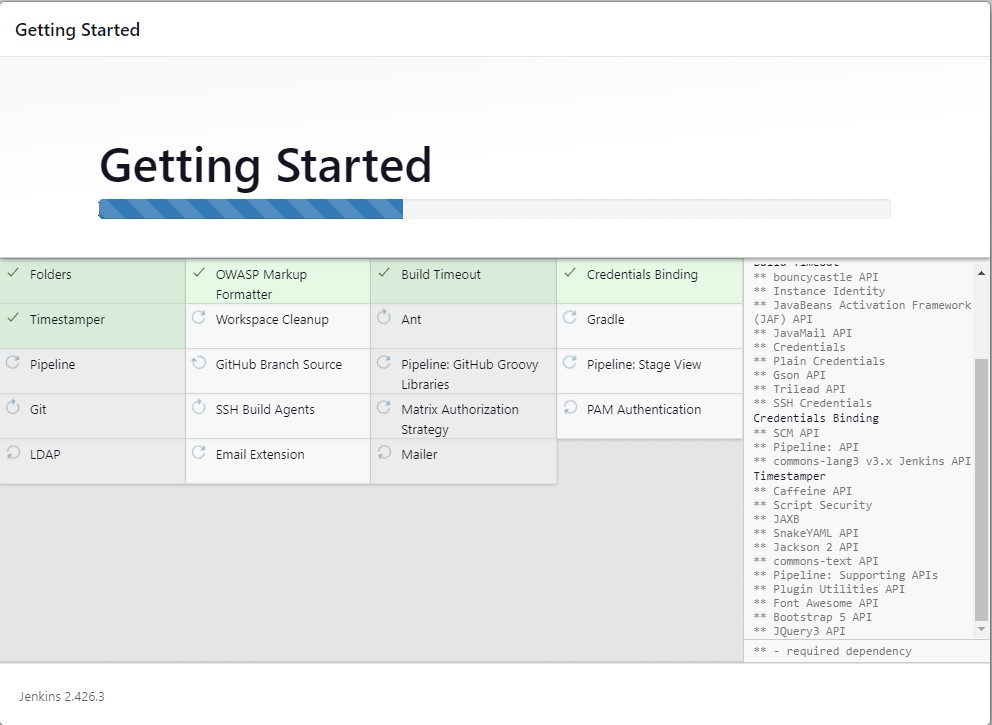 Getting Started
Getting Started
Folders
OWASP Markup
Formatter
Build Timeout
Credentials Binding
Timestamper
Workspace Cleanup
Ant
Gradle
Pipeline
GitHub Branch Source
Pipeline: GitHub Groovy
Libraries
Pipeline: Stage View
Git
SSH Build Agents
Matrix Authorization
Strategy
PAM Authentication
LDAP
Email Extension
Mailer
Build Timeout
** bouncycastle API
** Instance Identity
** JavaBeans Activation Framework
(JAF) API
** JavaMail API
** Credentials
** Plain Credentials
** Gson API
** Trilead API
** SSH Credentials
Credentials Binding
** SCM API
** Pipeline: API
** commons-lang3 v3.x Jenkins API
Timestamper
** Caffeine API
** Script Security
** JAXB
** SnakeYAML API
** Jackson 2 API
** commons-text API
** Pipeline: Supporting APIs
** Plugin Utilities API
** Font Awesome API
** Bootstrap 5 API
** JQuery3 API
** - required dependency
Jenkins 2.426.3